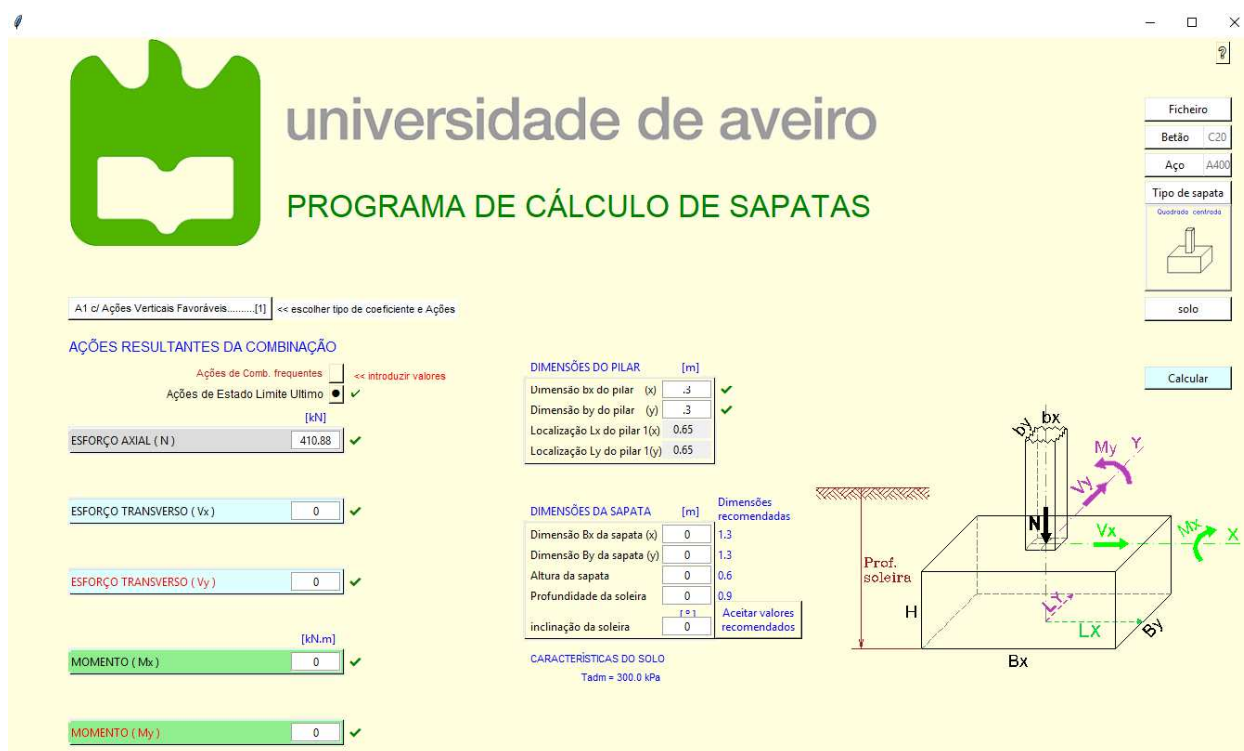 ?
universidade de aveiro
PROGRAMA DE CÁLCULO DE SAPATAS
Ficheiro
Betão C20
Aço A400
Tipo de sapata
Quadrada centrada
solo
Calcular
A1 c/ Ações Verticais Favoráveis.........[1] << escolher tipo de coeficiente e Ações
AÇÕES RESULTANTES DA COMBINAÇÃO
Ações de Comb. frequentes << introduzir valores
Ações de Estado Limite Ultimo
[kN]
ESFORÇO AXIAL ( N ) 410.88
ESFORÇO TRANSVERSO ( Vx ) 0
ESFORÇO TRANSVERSO ( Vy ) 0
[kN.m]
MOMENTO ( Mx ) 0
MOMENTO ( My ) 0
DIMENSÕES DO PILAR [m]
Dimensão bx do pilar (x) .3
Dimensão by do pilar (y) .3
Localização Lx do pilar 1(x) 0.65
Localização Ly do pilar 1(y) 0.65
DIMENSÕES DA SAPATA [m] Dimensões
recomendadas
Dimensão Bx da sapata (x) 0 1.3
Dimensão By da sapata (y) 0 1.3
Altura da sapata 0 0.6
Profundidade da soleira 0 0.9
[ º ]
inclinação da soleira 0
Aceitar valores
recomendados
CARACTERÍSTICAS DO SOLO
Tadm = 300.0 kPa
by bx
My Y
Vy
N Vx Mx X
Prof.
soleira
H
LY
LX By
Bx